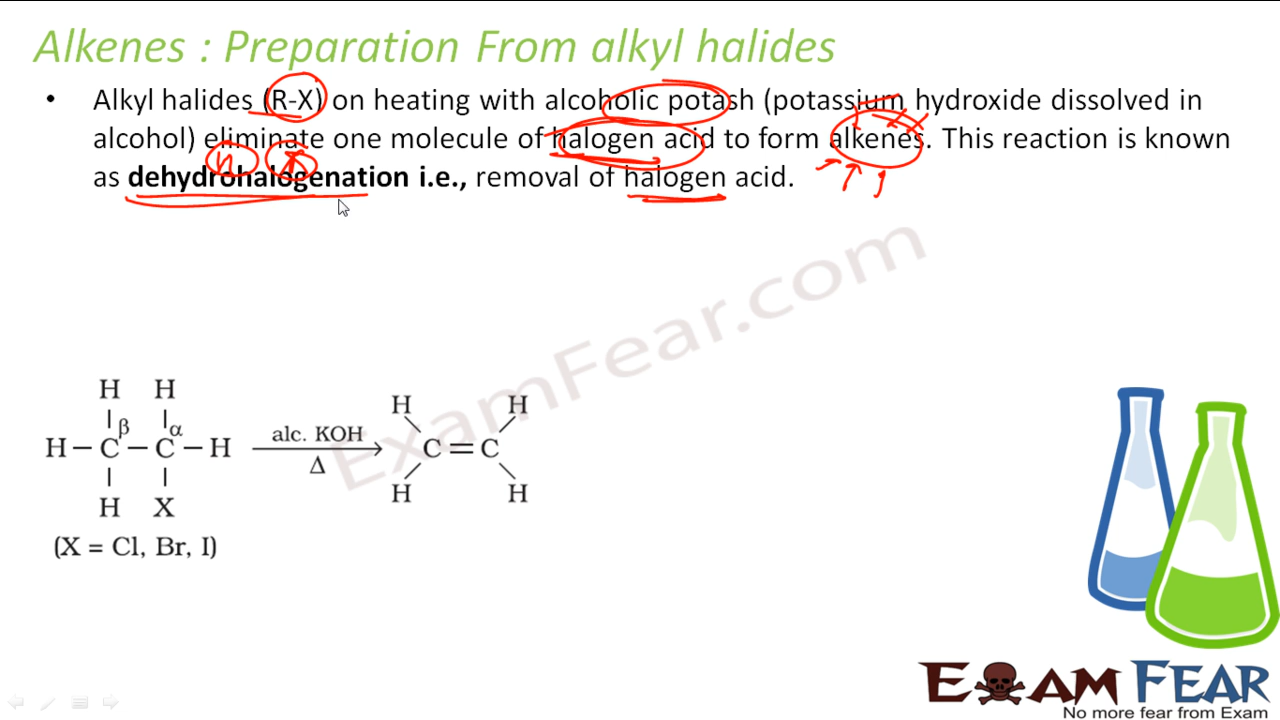 Alkenes : Preparation From alkyl halides
• Alkyl halides (R-X) on heating with alcoholic potash (potassium hydroxide dissolved in
alcohol) eliminate one molecule of halogen acid to form alkenes. This reaction is known
as dehydrohalogenation i.e., removal of halogen acid.
H X
ExamFear.com
H H H H
β α
H – C – C – H alc. KOH C = C
Δ
H X H H
(X = Cl, Br, I)
EXAM FEAR
No more fear from Exam